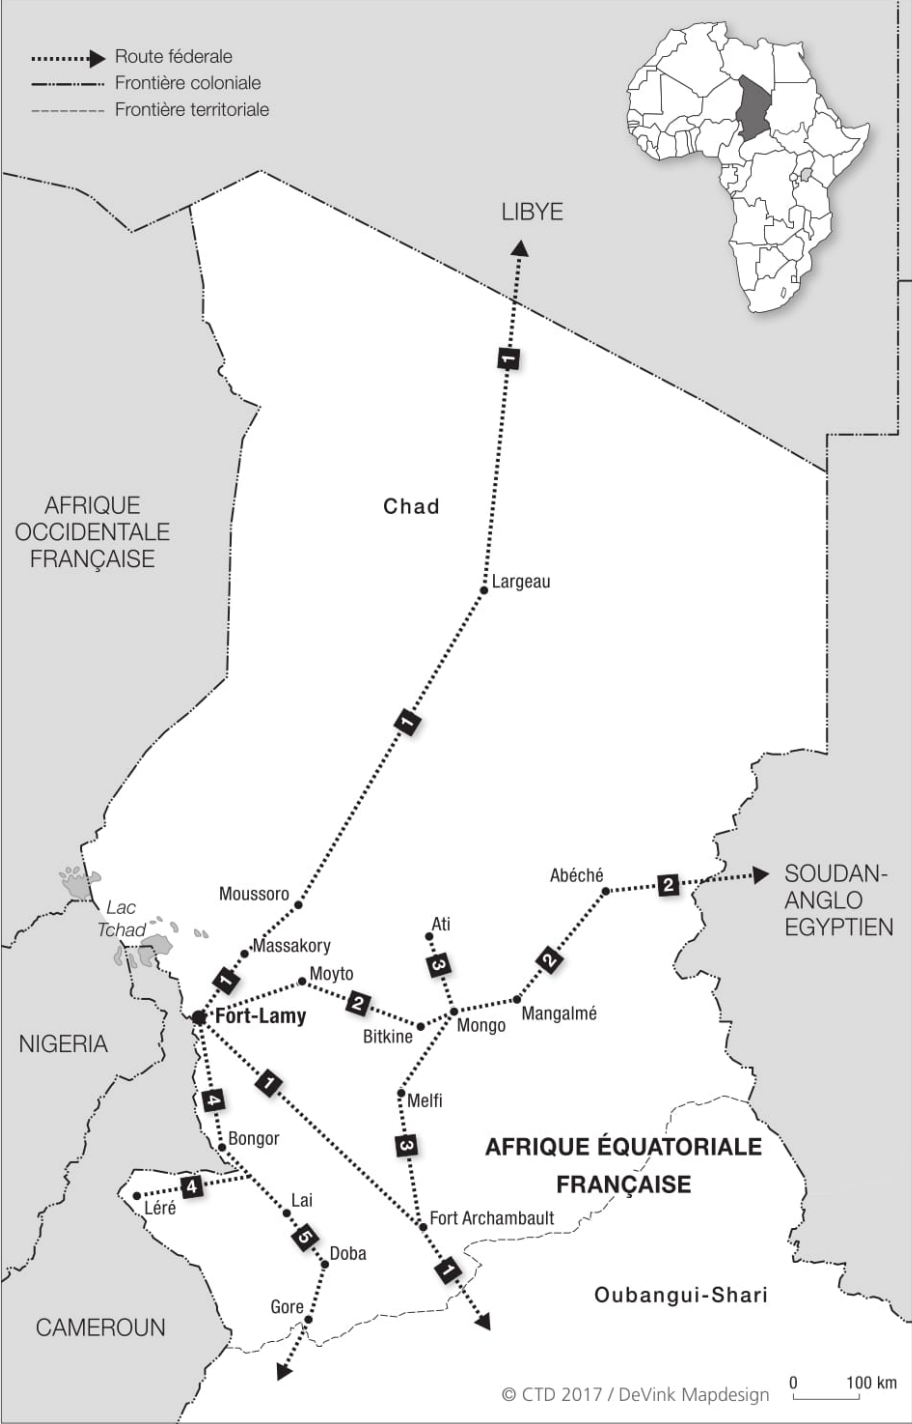 Route féderale
Frontière coloniale
Frontière territoriale
LIBYE
1
AFRIQUE
OCCIDENTALE
FRANÇAISE
Chad
Largeau
1
Moussoro
Abéché
2
SOUDAN-
ANGLO
EGYPTIEN
Lac
Tchad
Ati
Massakory
3
2
1
Moyto
2
Fort-Lamy
Bitkine
Mongo
Mangalmé
NIGERIA
4
1
Melfi
Bongor
3
AFRIQUE ÉQUATORIALE
FRANÇAISE
4
Léré
Lai
Fort Archambault
5
Doba
1
Gore
Oubangui-Shari
CAMEROUN
0 100 km
© CTD 2017 / DeVink Mapdesign